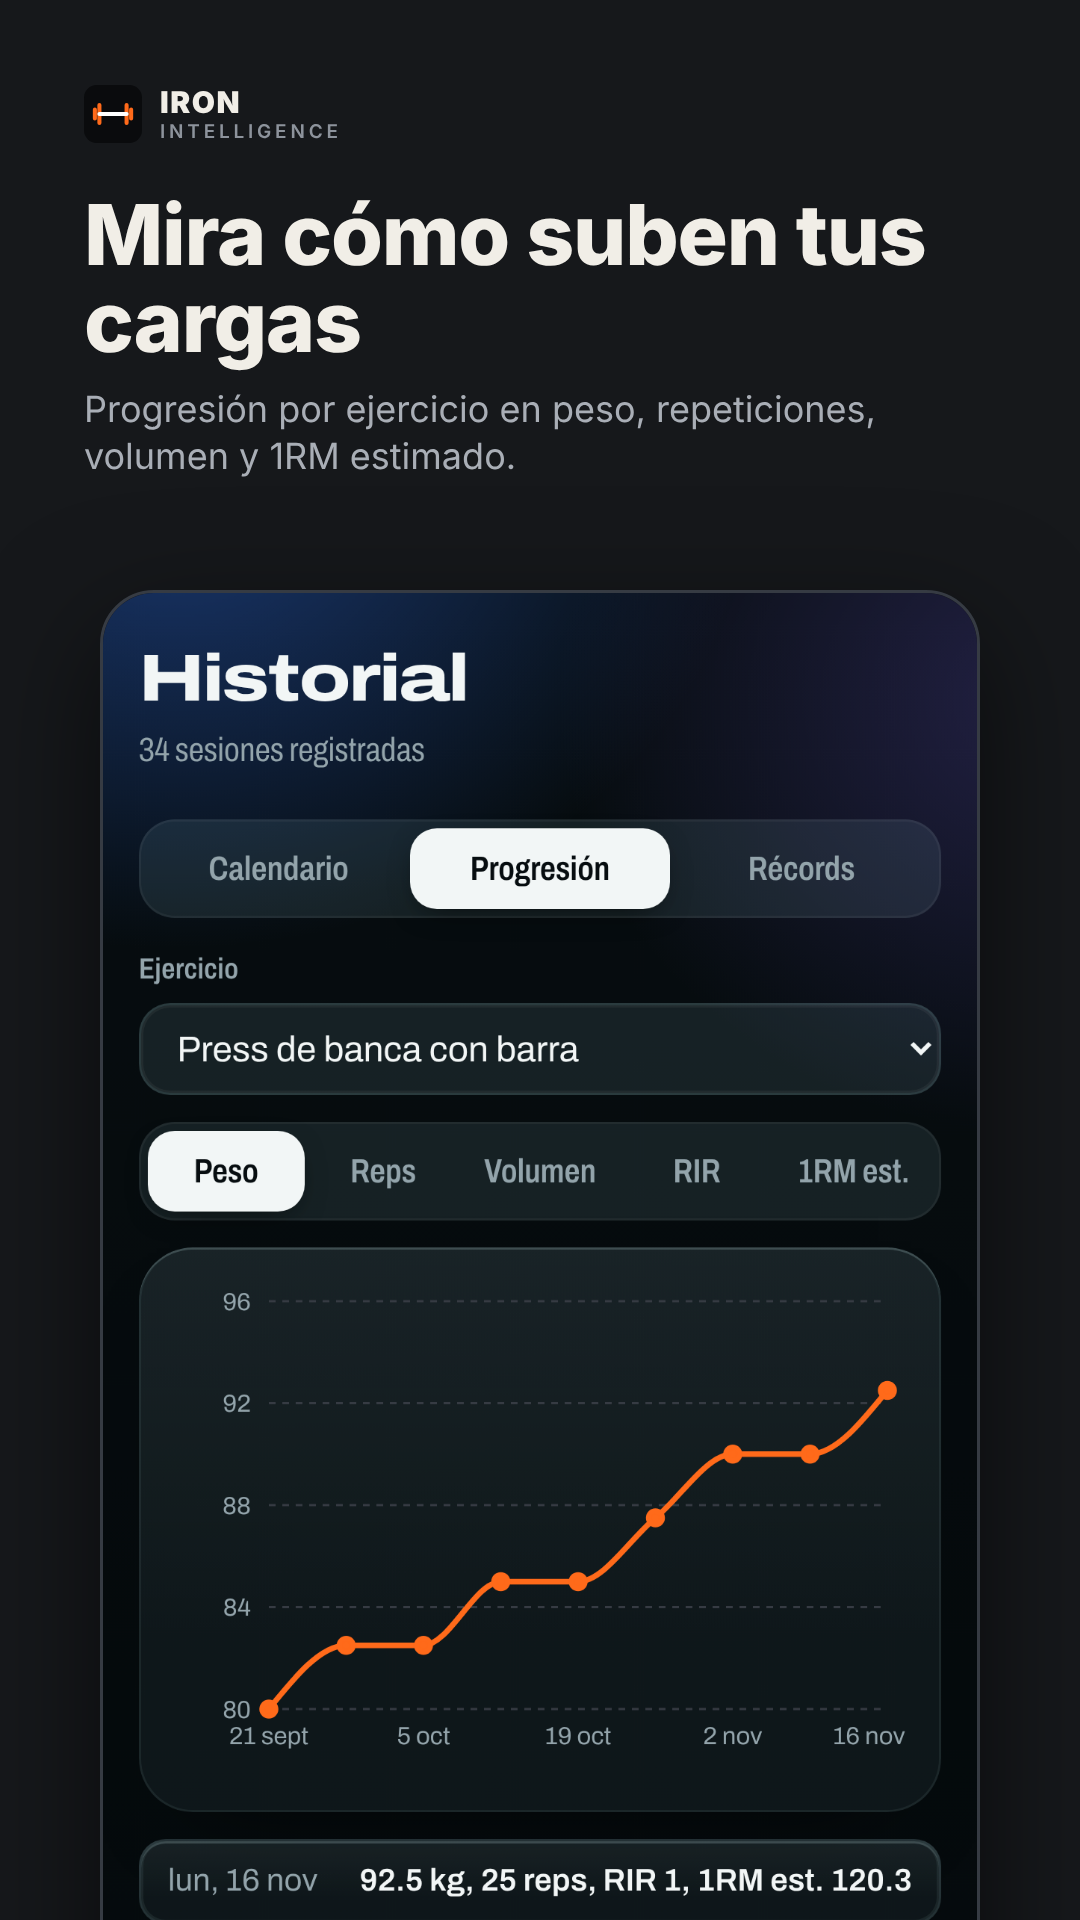 IRON
INTELLIGENCE
Mira cómo suben tus
cargas
Progresión por ejercicio en peso, repeticiones,
volumen y 1RM estimado.
Historial
34 sesiones registradas
Calendario Progresión Récords
Ejercicio
Press de banca con barra
Peso Reps Volumen RIR 1RM est.
96
92
88
84
80
21 sept 5 oct 19 oct 2 nov 16 nov
lun, 16 nov 92.5 kg, 25 reps, RIR 1, 1RM est. 120.3